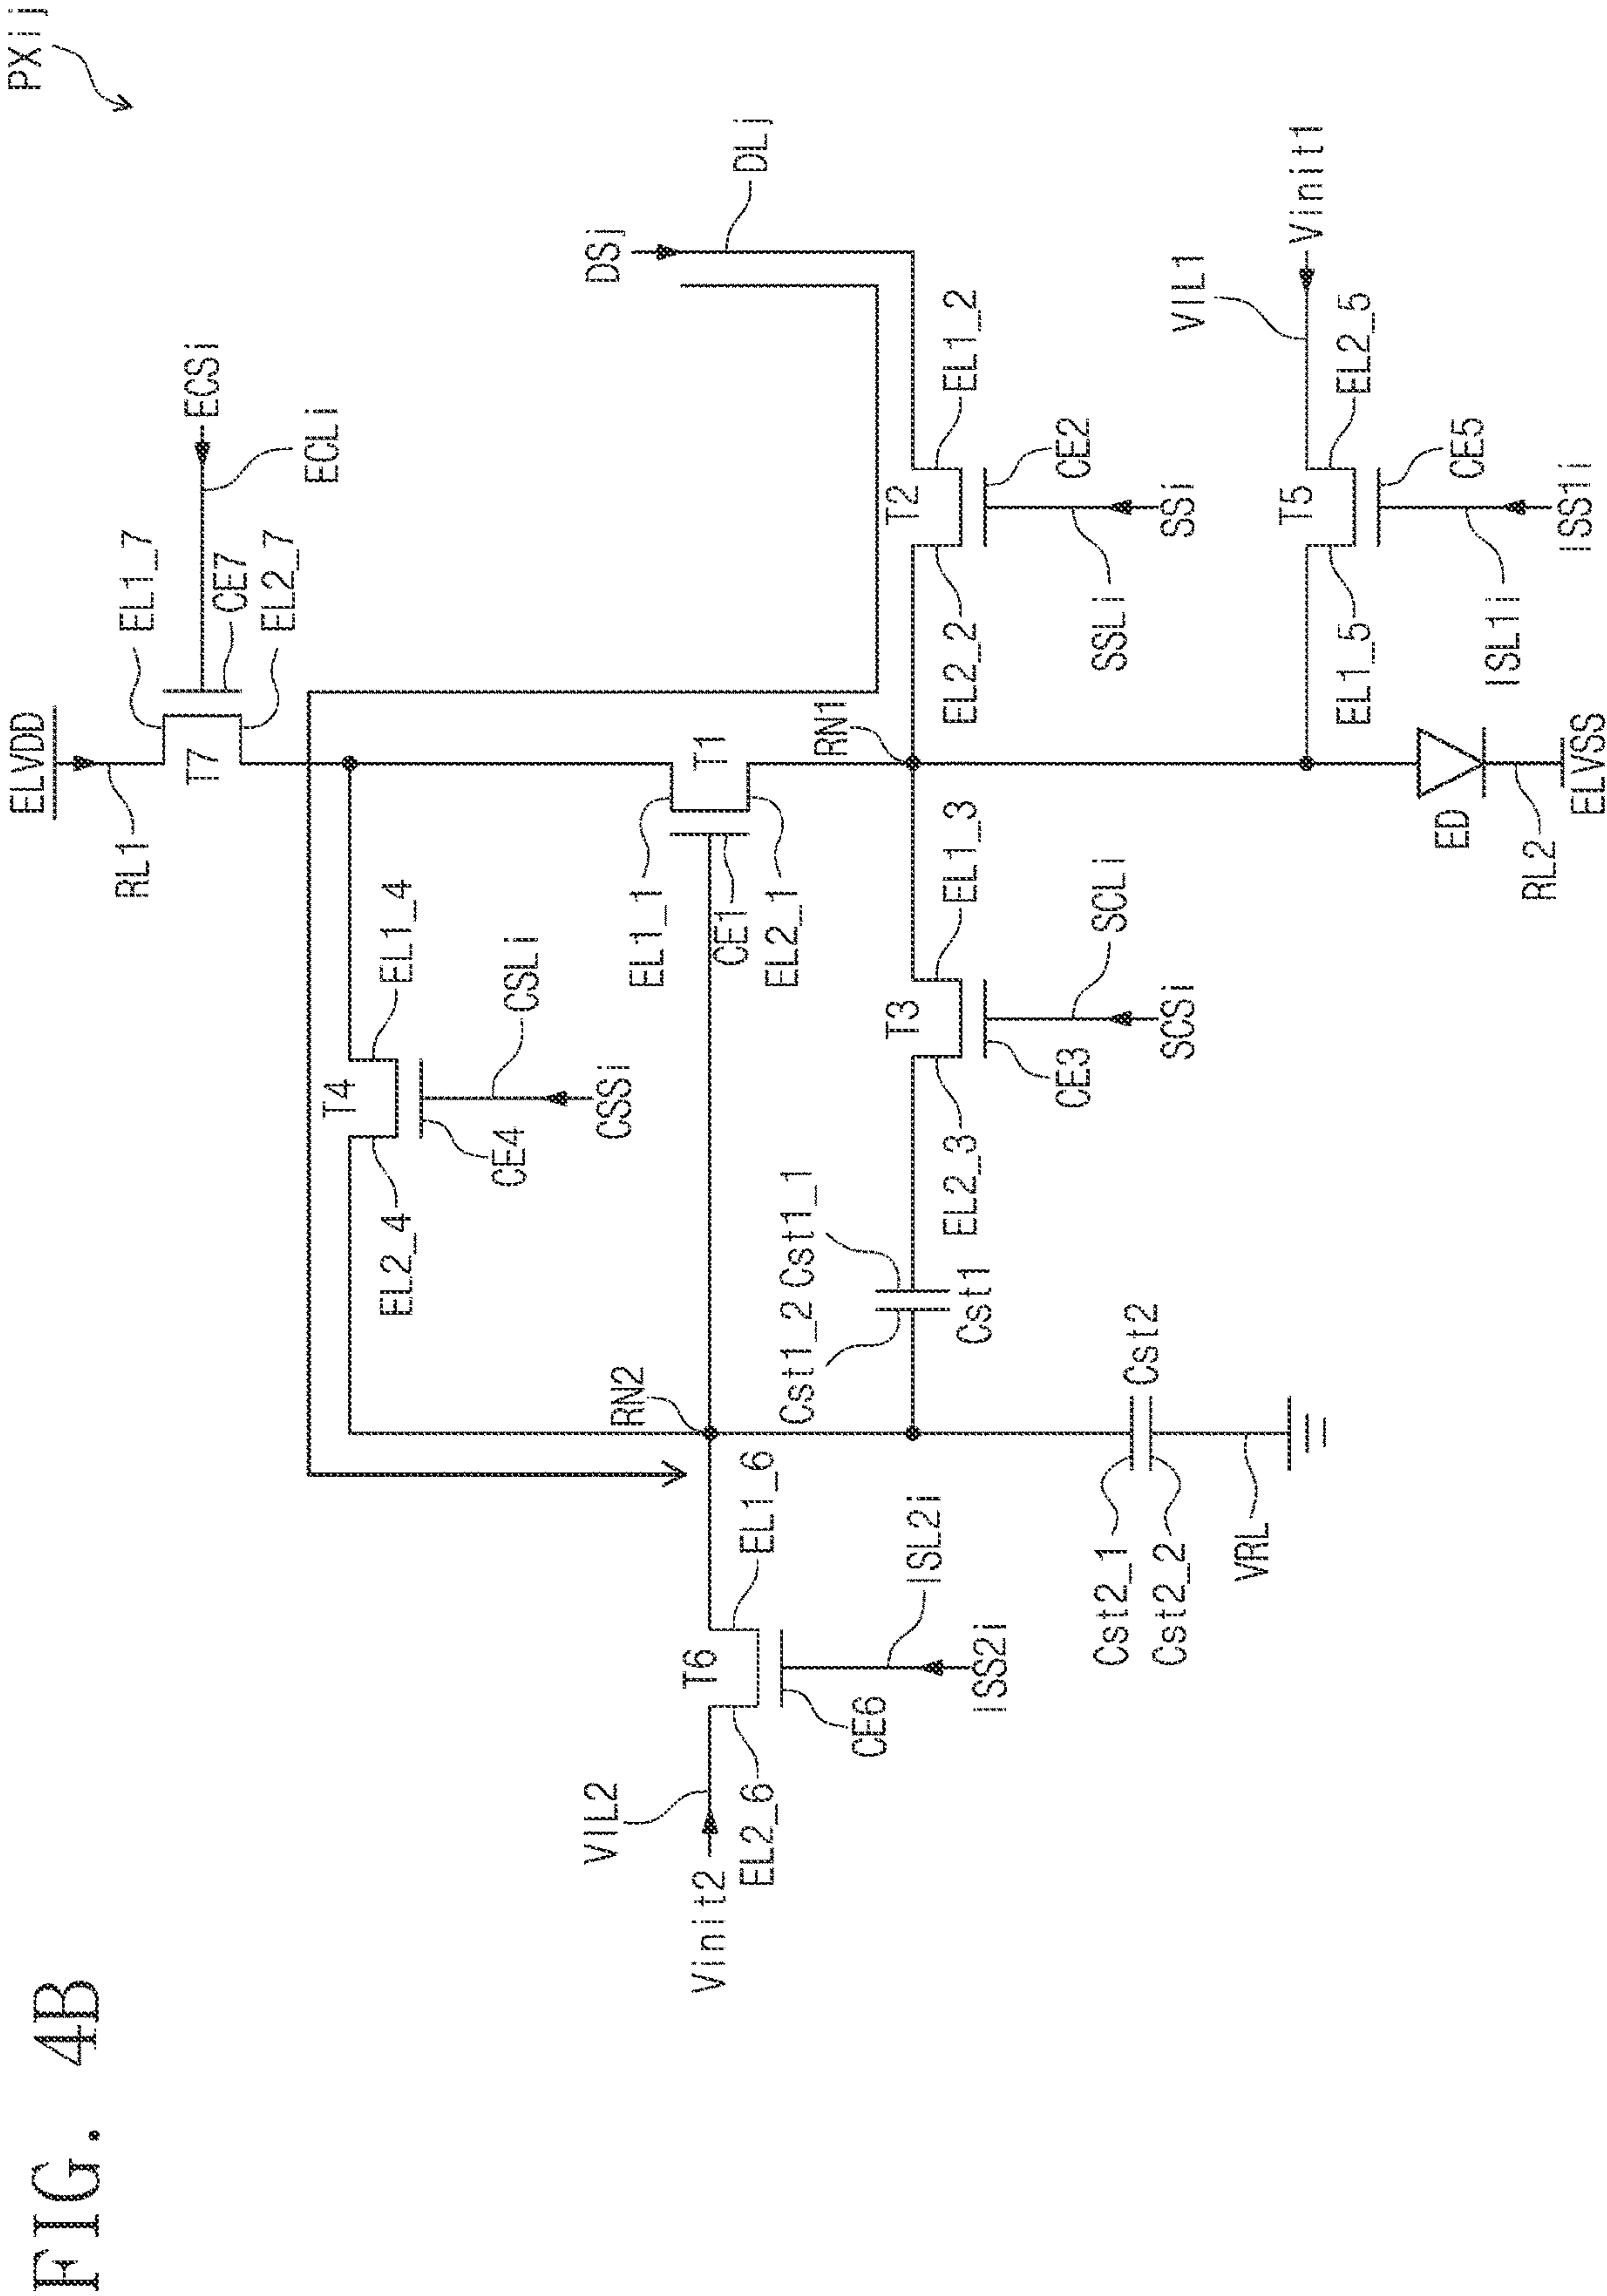 FIG. 4B
PXij
ELVDD
RL1
EL1_7
ECSi
T7
CE7
ECLi
EL2_7
T4
EL1_4
EL2_4
CE4
CSLi
CSSi
DSj
DLj
VIL2
RN2
EL1_1
T1
CE1
Vinit2
T6
EL1_6
EL2_1
EL2_6
CE6
ISL2i
ISS2i
Cst1_2
Cst1_1
RN1
T3
T2
EL2_3
EL1_3
EL2_2
EL1_2
Cst1
CE3
CE2
SCLi
SSLi
SCSi
SSi
Cst2_1
Cst2
Cst2_2
VRL
VIL1
Vinit1
T5
EL1_5
EL2_5
CE5
ED
ISL1i
RL2
ELVSS
ISS1i